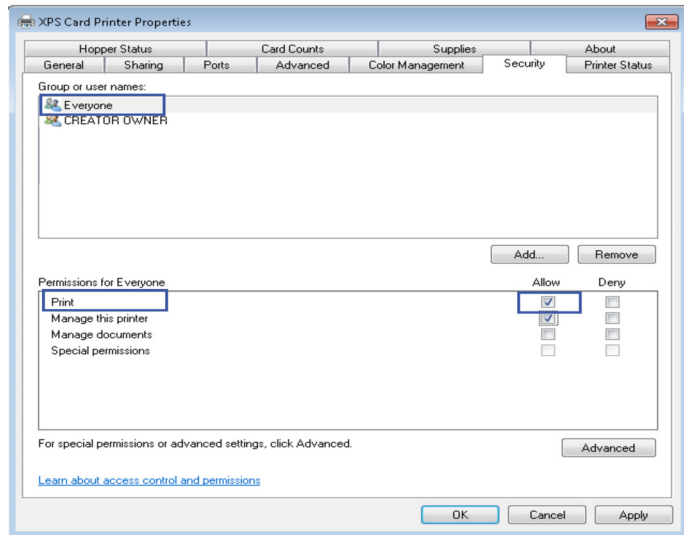 XPS Card Printer Properties
Hopper Status Card Counts Supplies About
General Sharing Ports Advanced Color Management Security Printer Status
Group or user names:
Everyone
CREATOR OWNER
Add... Remove
Permissions for Everyone Allow Deny
Print
Manage this printer
Manage documents
Special permissions
For special permissions or advanced settings, click Advanced.
Advanced
Learn about access control and permissions
OK Cancel Apply